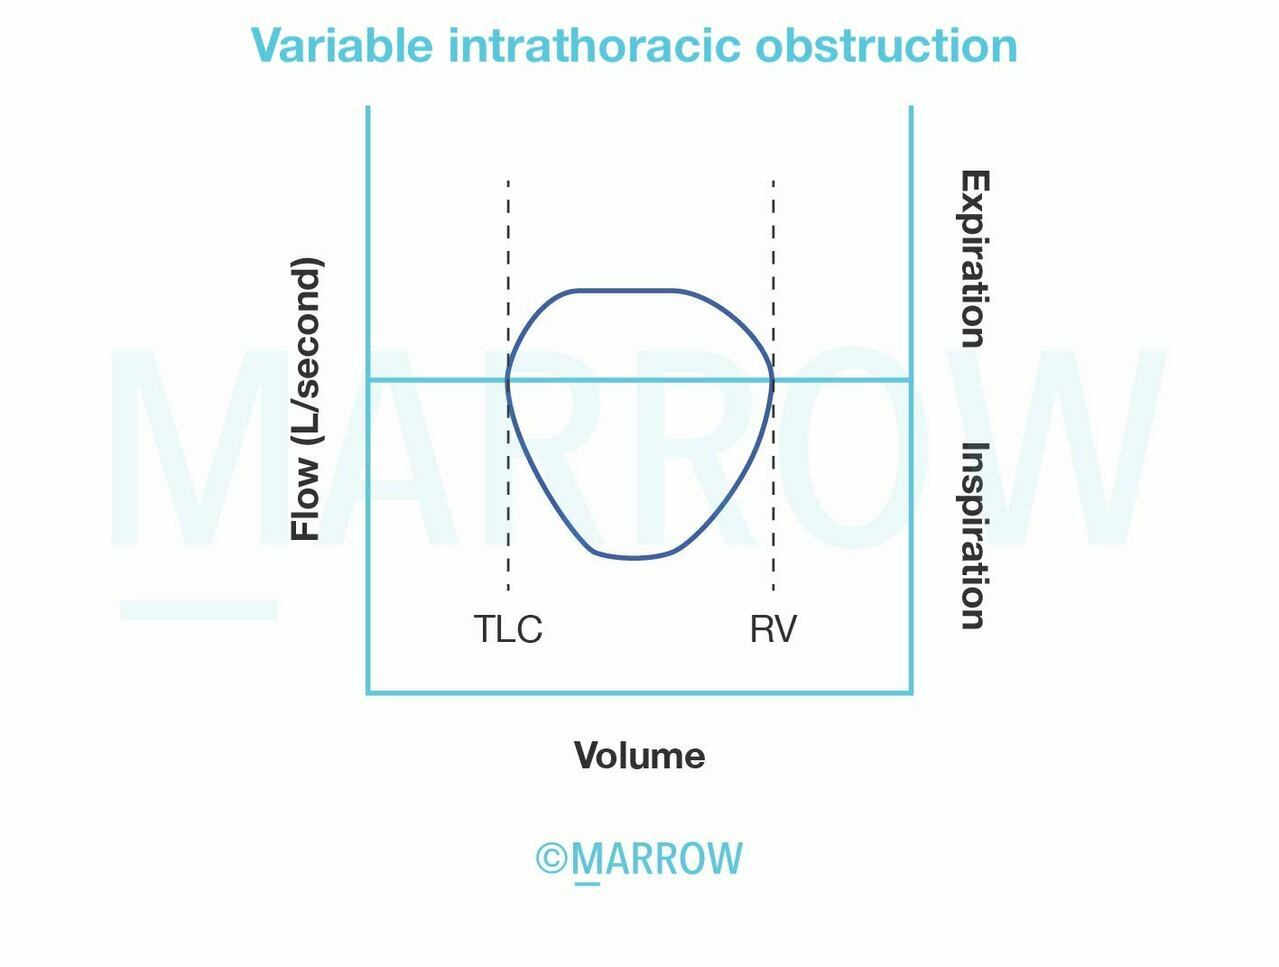 Variable intrathoracic obstruction
Flow (L/second)
Expiration
Inspiration
MARROW
TLC
RV
Volume
©MARROW